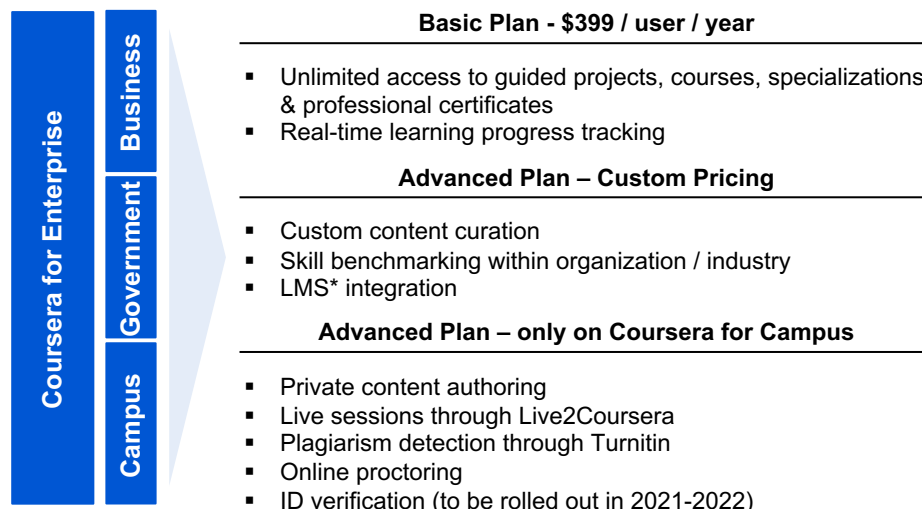 Coursera for Enterprise
Business
Government
Campus
Basic Plan - $399 / user / year
▪ Unlimited access to guided projects, courses, specializations
& professional certificates
▪ Real-time learning progress tracking
Advanced Plan – Custom Pricing
▪ Custom content curation
▪ Skill benchmarking within organization / industry
▪ LMS* integration
Advanced Plan – only on Coursera for Campus
▪ Private content authoring
▪ Live sessions through Live2Coursera
▪ Plagiarism detection through Turnitin
▪ Online proctoring
▪ ID verification (to be rolled out in 2021-2022)